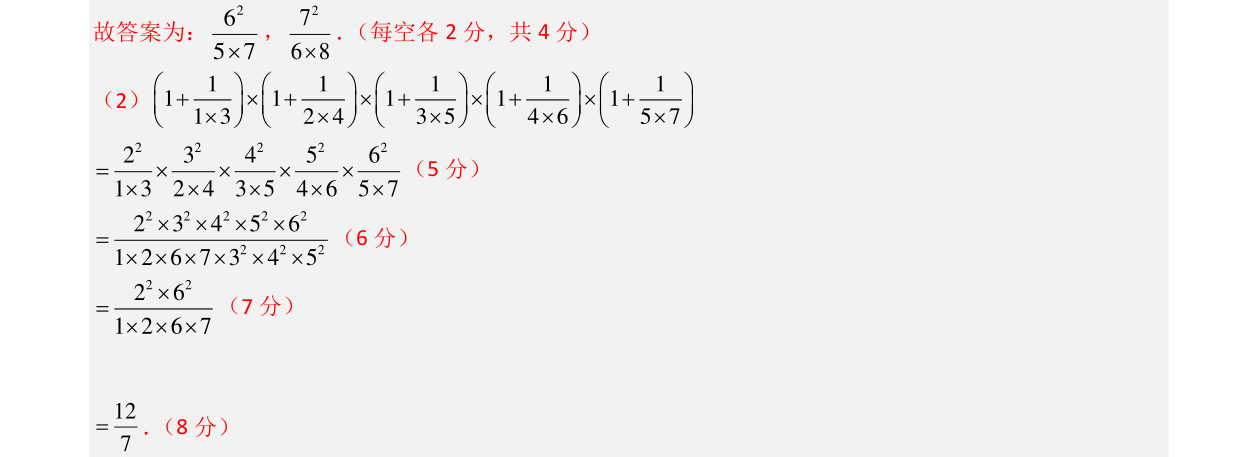 故答案为：6²/(5×7)，7²/(6×8)．（每空各 2 分，共 4 分）
（2）(1+1/(1×3))×(1+1/(2×4))×(1+1/(3×5))×(1+1/(4×6))×(1+1/(5×7))
=2²/(1×3)×3²/(2×4)×4²/(3×5)×5²/(4×6)×6²/(5×7)（5 分）
=(2²×3²×4²×5²×6²)/(1×2×6×7×3²×4²×5²)（6 分）
=(2²×6²)/(1×2×6×7)（7 分）
=12/7．（8 分）